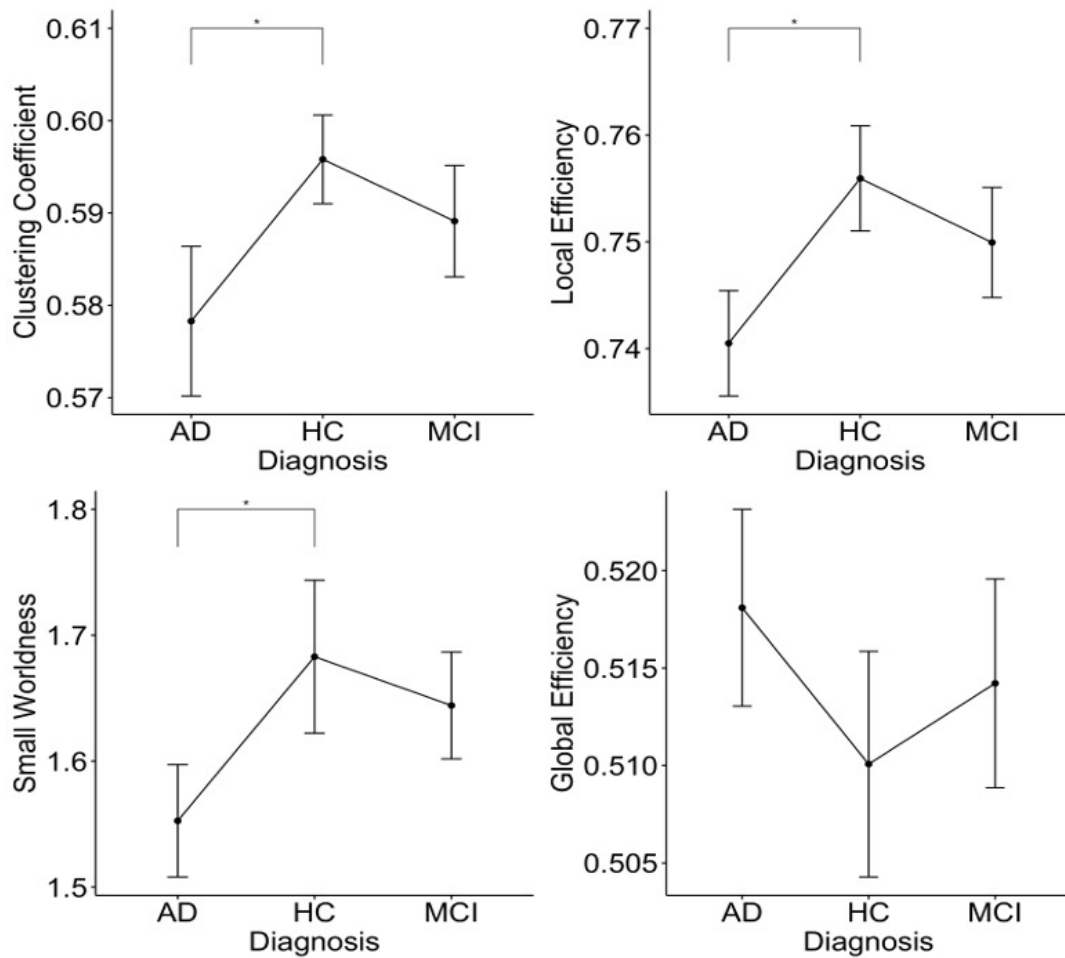 Clustering Coefficient
0.61
0.60
0.59
0.58
0.57
*
AD HC MCI
Diagnosis
Local Efficiency
0.77
0.76
0.75
0.74
*
AD HC MCI
Diagnosis
Small Worldness
1.8
1.7
1.6
1.5
*
AD HC MCI
Diagnosis
Global Efficiency
0.520
0.515
0.510
0.505
AD HC MCI
Diagnosis